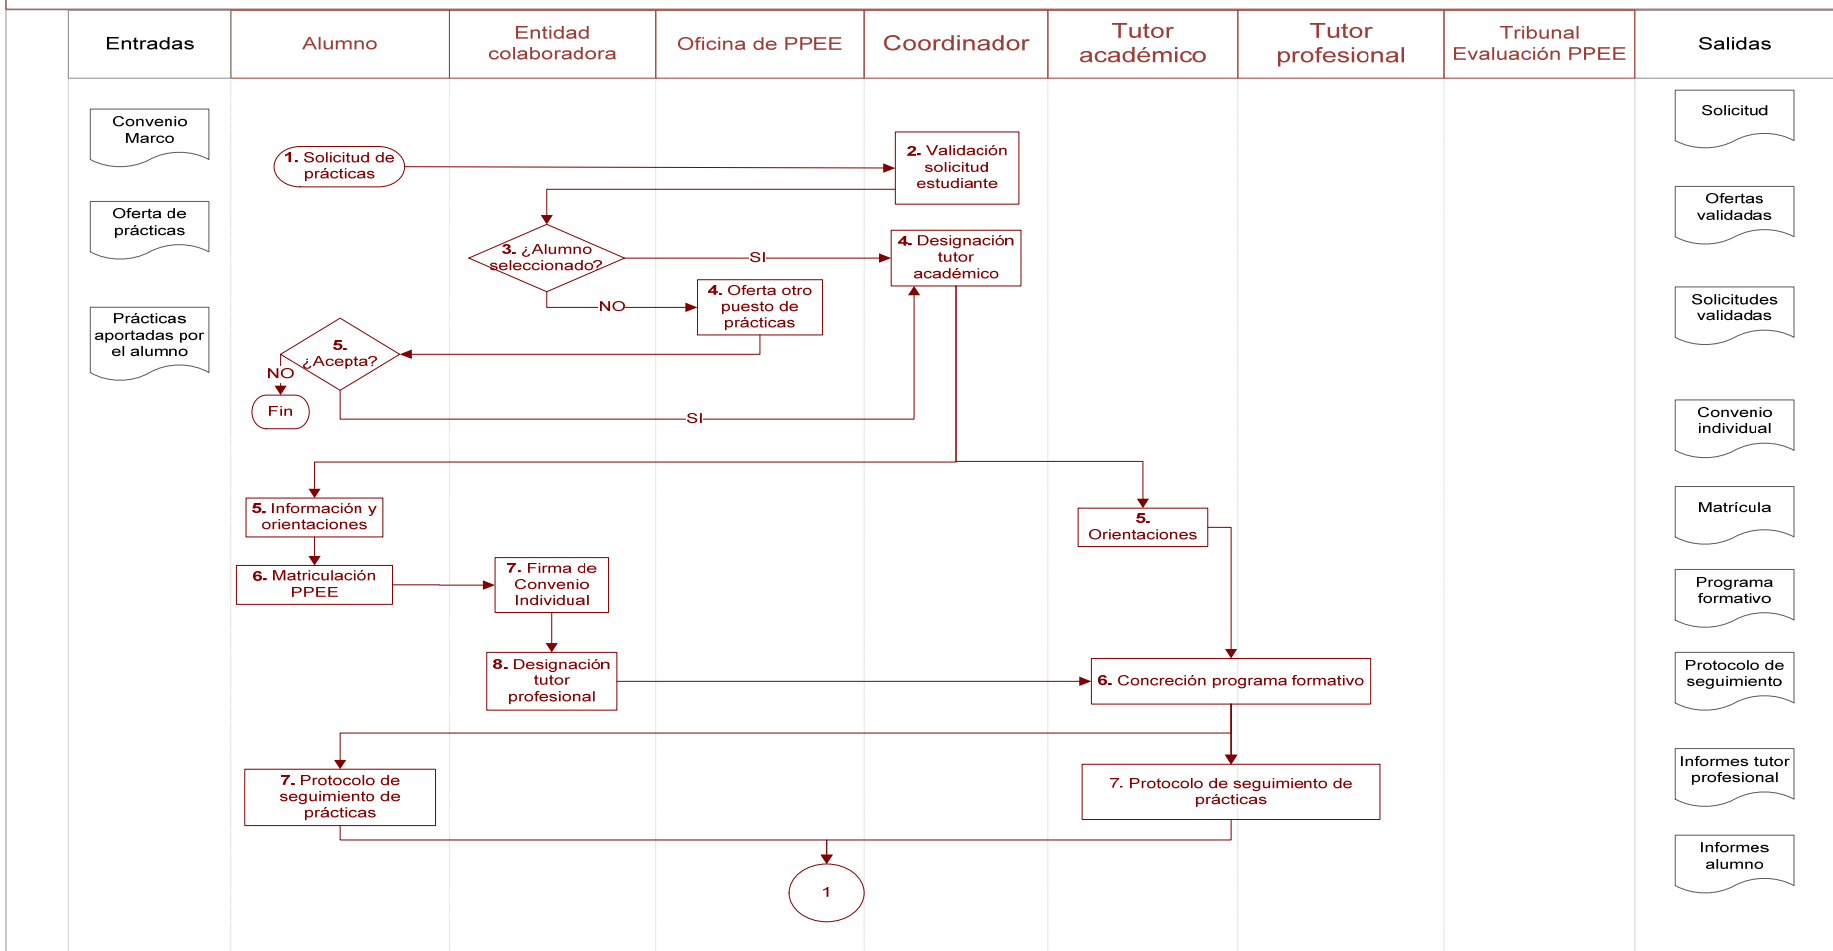 Entradas
Alumno
Entidad
colaboradora
Oficina de PPEE
Coordinador
Tutor
académico
Tutor
profesional
Tribunal
Evaluación PPEE
Salidas
Convenio
Marco
Oferta de
prácticas
Prácticas
aportadas por
el alumno
1. Solicitud de
prácticas
2. Validación
solicitud
estudiante
3. ¿Alumno
seleccionado?
SI
4. Designación
tutor
académico
NO
4. Oferta otro
puesto de
prácticas
5.
¿Acepta?
NO
Fin
SI
5. Información y
orientaciones
5.
Orientaciones
6. Matriculación
PPEE
7. Firma de
Convenio
Individual
8. Designación
tutor
profesional
6. Concreción programa formativo
7. Protocolo de
seguimiento de
prácticas
7. Protocolo de seguimiento de
prácticas
1
Solicitud
Ofertas
validadas
Solicitudes
validadas
Convenio
individual
Matrícula
Programa
formativo
Protocolo de
seguimiento
Informes tutor
profesional
Informes
alumno